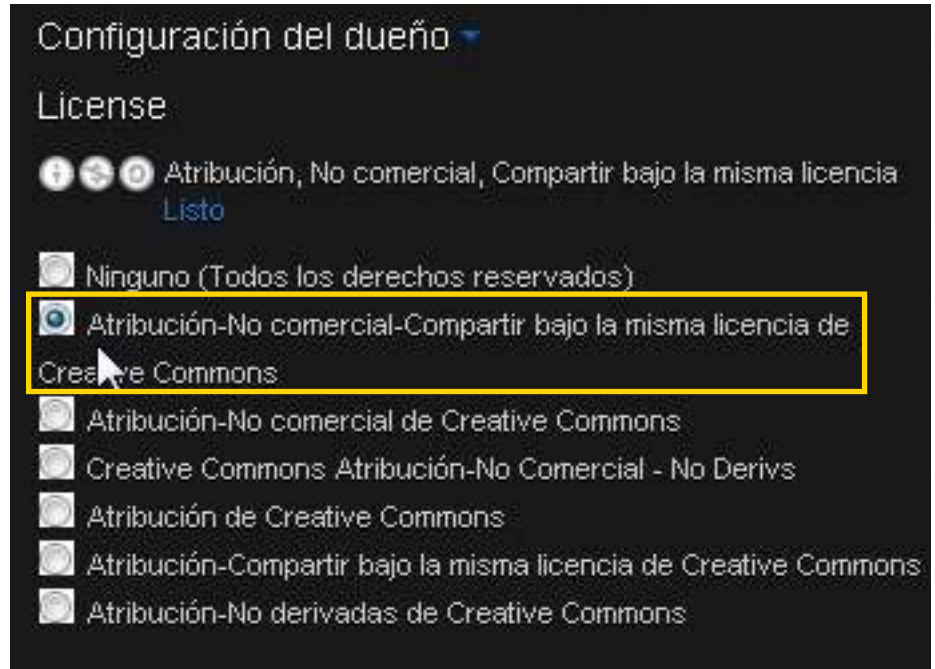 Configuración del dueño
License
Atribución, No comercial, Compartir bajo la misma licencia
Listo
Ninguno (Todos los derechos reservados)
Atribución-No comercial-Compartir bajo la misma licencia de
Creative Commons
Atribución-No comercial de Creative Commons
Creative Commons Atribución-No Comercial - No Derivs
Atribución de Creative Commons
Atribución-Compartir bajo la misma licencia de Creative Commons
Atribución-No derivadas de Creative Commons